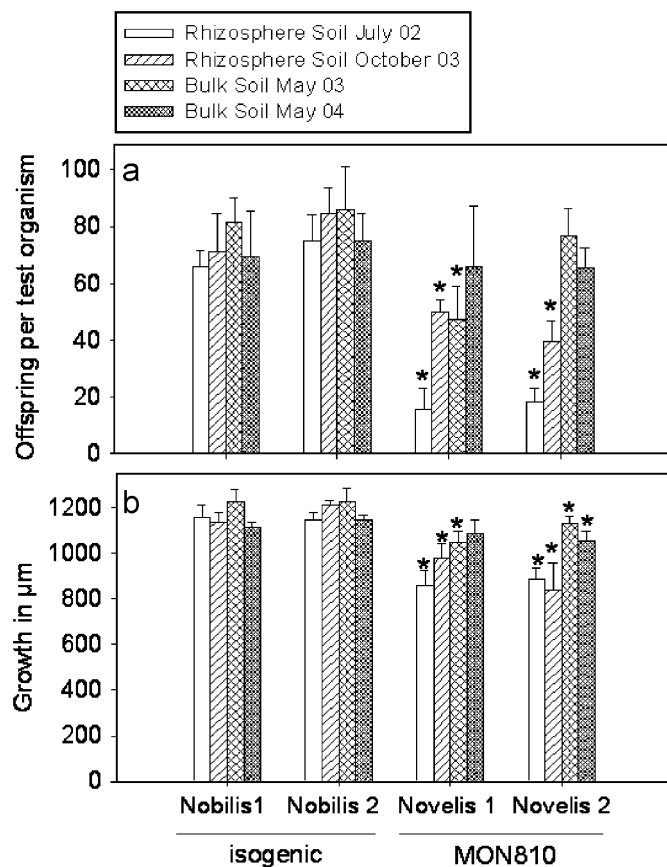 Rhizosphere Soil July 02
Rhizosphere Soil October 03
Bulk Soil May 03
Bulk Soil May 04
a
Offspring per test organism
100
80
60
40
20
0
* * * * *
b
Growth in µm
1200
1000
800
600
400
200
0
* * * * * * *
Nobilis1 Nobilis 2 Novelis 1 Novelis 2
isogenic MON810